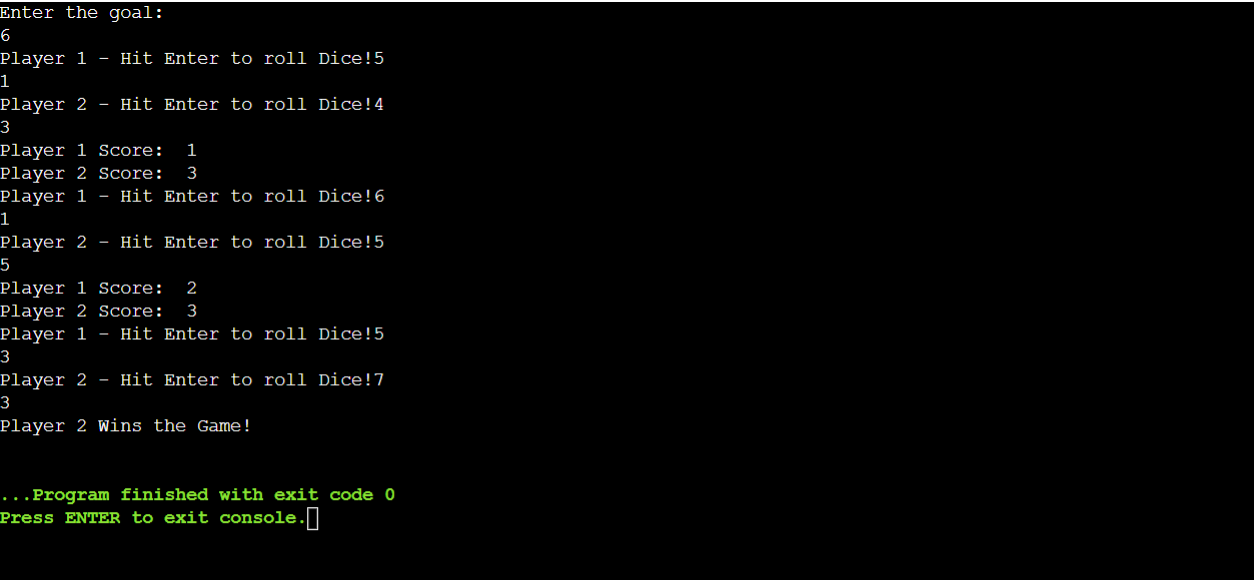 Enter the goal:
6
Player 1 - Hit Enter to roll Dice!5
1
Player 2 - Hit Enter to roll Dice!4
3
Player 1 Score:  1
Player 2 Score:  3
Player 1 - Hit Enter to roll Dice!6
1
Player 2 - Hit Enter to roll Dice!5
5
Player 1 Score:  2
Player 2 Score:  3
Player 1 - Hit Enter to roll Dice!5
3
Player 2 - Hit Enter to roll Dice!7
3
Player 2 Wins the Game!
...Program finished with exit code 0
Press ENTER to exit console.